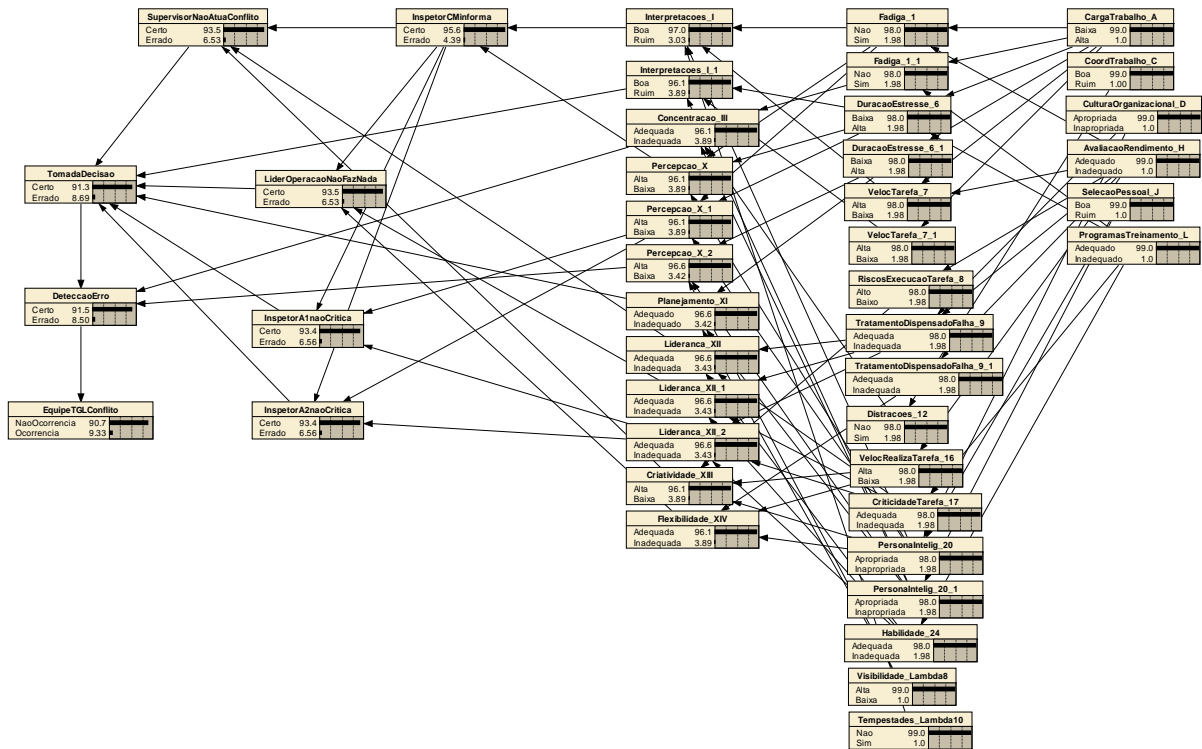 SupervisorNaoAtuaConflito
Certo 93.5
Errado 6.53
InspetorCMinforma
Certo 95.6
Errado 4.39
TomadaDecisao
Certo 91.3
Errado 8.69
LiderOperacaoNaoFazNada
Certo 93.5
Errado 6.53
DeteccaoErro
Certo 91.5
Errado 8.50
InspetorA1naoCritica
Certo 93.4
Errado 6.56
EquipeTGLConflito
NaoOcorrencia 90.7
Ocorrencia 9.33
InspetorA2naoCritica
Certo 93.4
Errado 6.56
Interpretacoes_I
Boa 97.0
Ruim 3.03
Interpretacoes_I_1
Boa 96.1
Ruim 3.89
Concentracao_III
Adequada 96.1
Inadequada 3.89
Percepcao_X
Alta 96.1
Baixa 3.89
Percepcao_X_1
Alta 96.1
Baixa 3.89
Percepcao_X_2
Alta 96.6
Baixa 3.42
Planejamento_XI
Adequada 96.6
Inadequado 3.42
Lideranca_XII
Adequada 96.6
Inadequada 3.43
Lideranca_XII_1
Adequada 96.6
Inadequada 3.43
Lideranca_XII_2
Adequada 96.6
Inadequada 3.43
Criatividade_XIII
Alta 96.1
Baixa 3.89
Flexibilidade_XIV
Adequada 96.1
Inadequada 3.89
Fadiga_1
Nao 98.0
Sim 1.98
Fadiga_1_1
Nao 98.0
Sim 1.98
DuracaoEstresse_6
Baixa 98.0
Alta 1.98
DuracaoEstresse_6_1
Baixa 98.0
Alta 1.98
VelocTarefa_7
Alta 98.0
Baixa 1.98
VelocTarefa_7_1
Alta 98.0
Baixa 1.98
RiscosExecucaoTarefa_8
Alto 98.0
Baixo 1.98
TratamentoDispensadoFalha_9
Adequada 98.0
Inadequada 1.98
TratamentoDispensadoFalha_9_1
Adequada 98.0
Inadequada 1.98
Distracoes_12
Nao 98.0
Sim 1.98
VelocRealizaTarefa_16
Alta 98.0
Baixa 1.98
CriticidadeTarefa_17
Adequada 98.0
Inadequada 1.98
PersonaIntelig_20
Apropriada 98.0
Inapropriada 1.98
PersonaIntelig_20_1
Apropriada 98.0
Inapropriada 1.98
Habilidade_24
Adequada 98.0
Inadequada 1.98
Visibilidade_Lambda8
Alta 99.0
Baixa 1.0
Tempestades_Lambda10
Nao 99.0
Sim 1.0
CargaTrabalho_A
Baixa 99.0
Alta 1.0
CoordTrabalho_C
Boa 99.0
Ruim 1.00
CulturaOrganizacional_D
Apropriada 99.0
Inapropriada 1.0
AvaliacaoRendimento_H
Adequado 99.0
Inadequado 1.0
SelecaoPessoal_J
Boa 99.0
Ruim 1.0
ProgramasTreinamento_L
Adequado 99.0
Inadequado 1.0